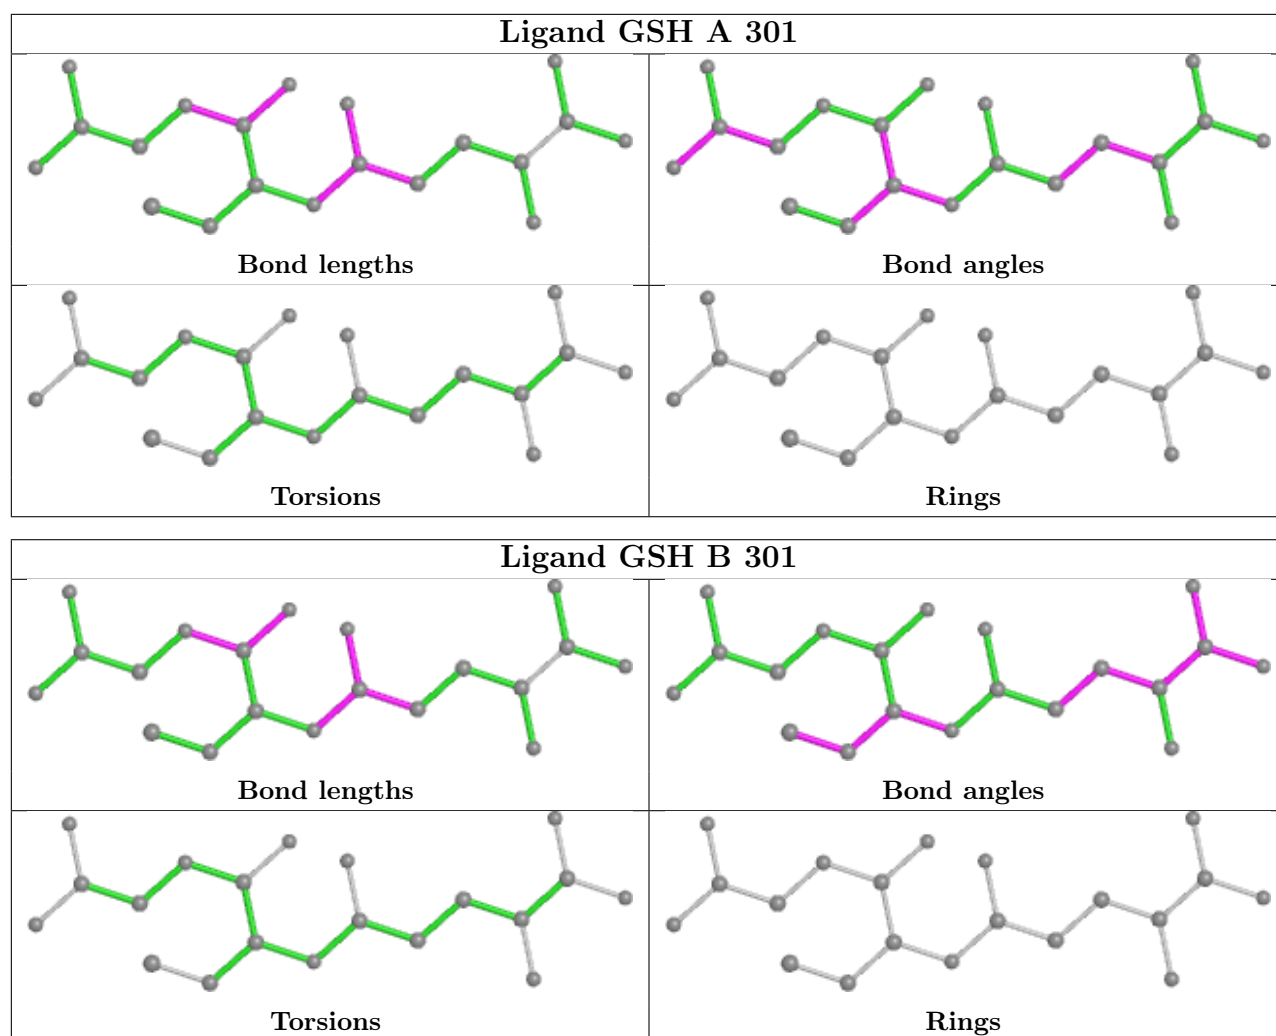 Ligand GSH A 301
Bond lengths
Bond angles
Torsions
Rings
Ligand GSH B 301
Bond lengths
Bond angles
Torsions
Rings